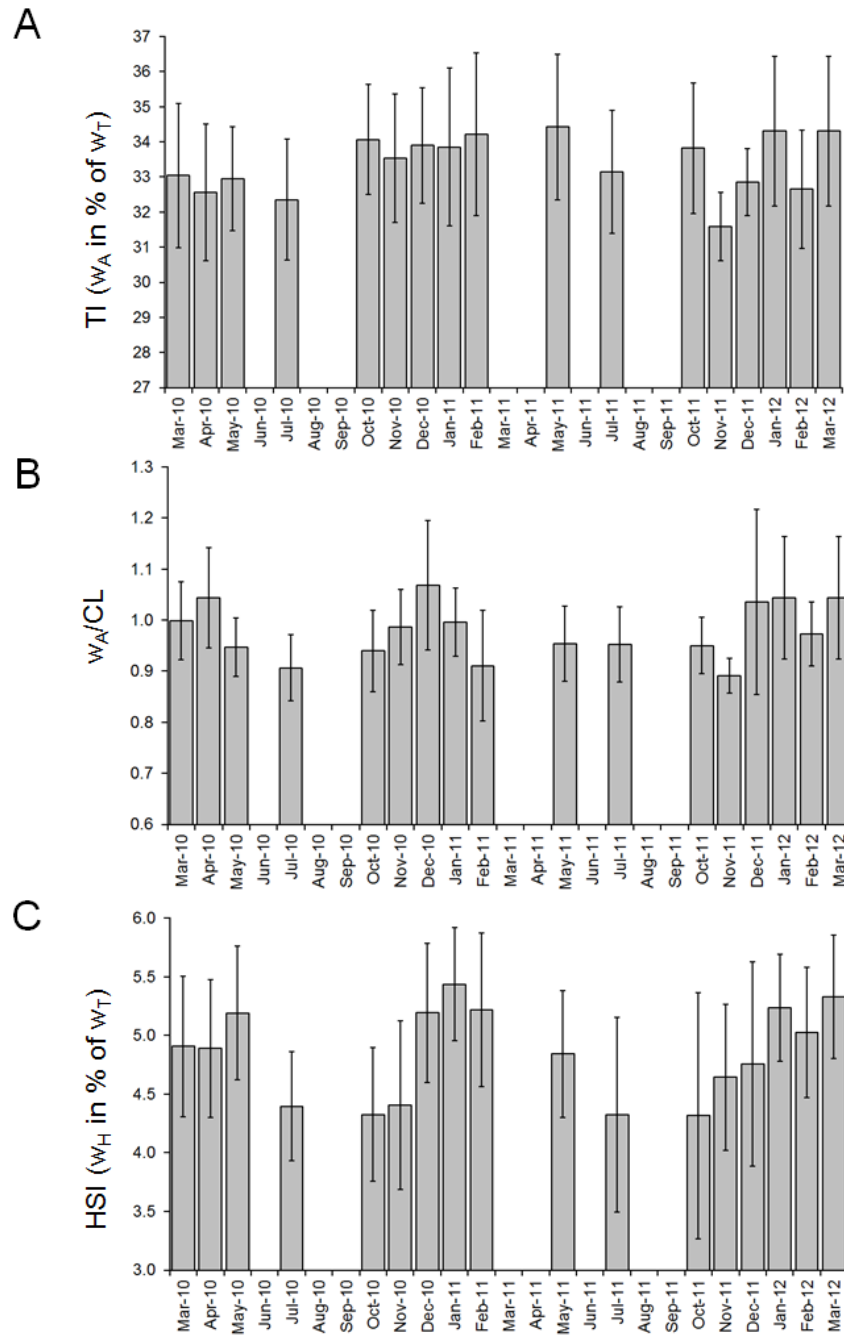 A
TI (wA in % of wT)
37
36
35
34
33
32
31
30
29
28
27
Mar-10
Apr-10
May-10
Jun-10
Jul-10
Aug-10
Sep-10
Oct-10
Nov-10
Dec-10
Jan-11
Feb-11
Mar-11
Apr-11
May-11
Jun-11
Jul-11
Aug-11
Sep-11
Oct-11
Nov-11
Dec-11
Jan-12
Feb-12
Mar-12
B
wA/CL
1.3
1.2
1.1
1.0
0.9
0.8
0.7
0.6
Mar-10
Apr-10
May-10
Jun-10
Jul-10
Aug-10
Sep-10
Oct-10
Nov-10
Dec-10
Jan-11
Feb-11
Mar-11
Apr-11
May-11
Jun-11
Jul-11
Aug-11
Sep-11
Oct-11
Nov-11
Dec-11
Jan-12
Feb-12
Mar-12
C
HSI (wH in % of wT)
6.0
5.5
5.0
4.5
4.0
3.5
3.0
Mar-10
Apr-10
May-10
Jun-10
Jul-10
Aug-10
Sep-10
Oct-10
Nov-10
Dec-10
Jan-11
Feb-11
Mar-11
Apr-11
May-11
Jun-11
Jul-11
Aug-11
Sep-11
Oct-11
Nov-11
Dec-11
Jan-12
Feb-12
Mar-12